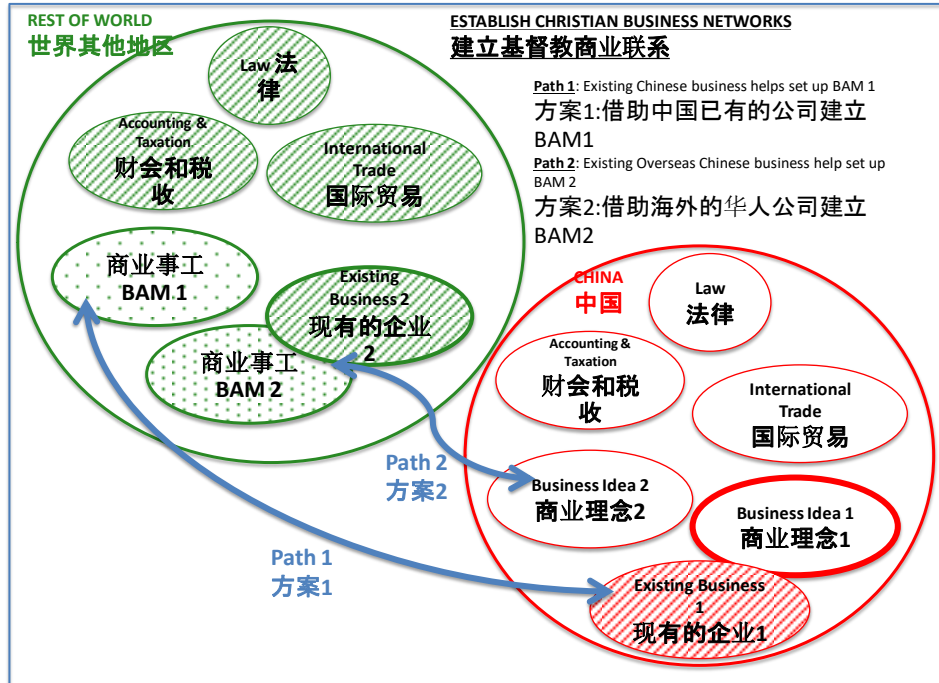 REST OF WORLD
世界其他地区
Law 法
律
Accounting &
Taxation
财会和税
收
International
Trade
国际贸易
商业事工
BAM 1
Existing
Business 2
现有的企业
2
商业事工
BAM 2
ESTABLISH CHRISTIAN BUSINESS NETWORKS
建立基督教商业联系
Path 1: Existing Chinese business helps set up BAM 1
方案1:借助中国已有的公司建立
BAM1
Path 2: Existing Overseas Chinese business help set up
BAM 2
方案2:借助海外的华人公司建立
BAM2
CHINA
中国
Law
法律
Accounting &
Taxation
财会和税
收
International
Trade
国际贸易
Path 2
方案2
Business Idea 2
商业理念2
Business Idea 1
商业理念1
Path 1
方案1
Existing Business
1
现有的企业1